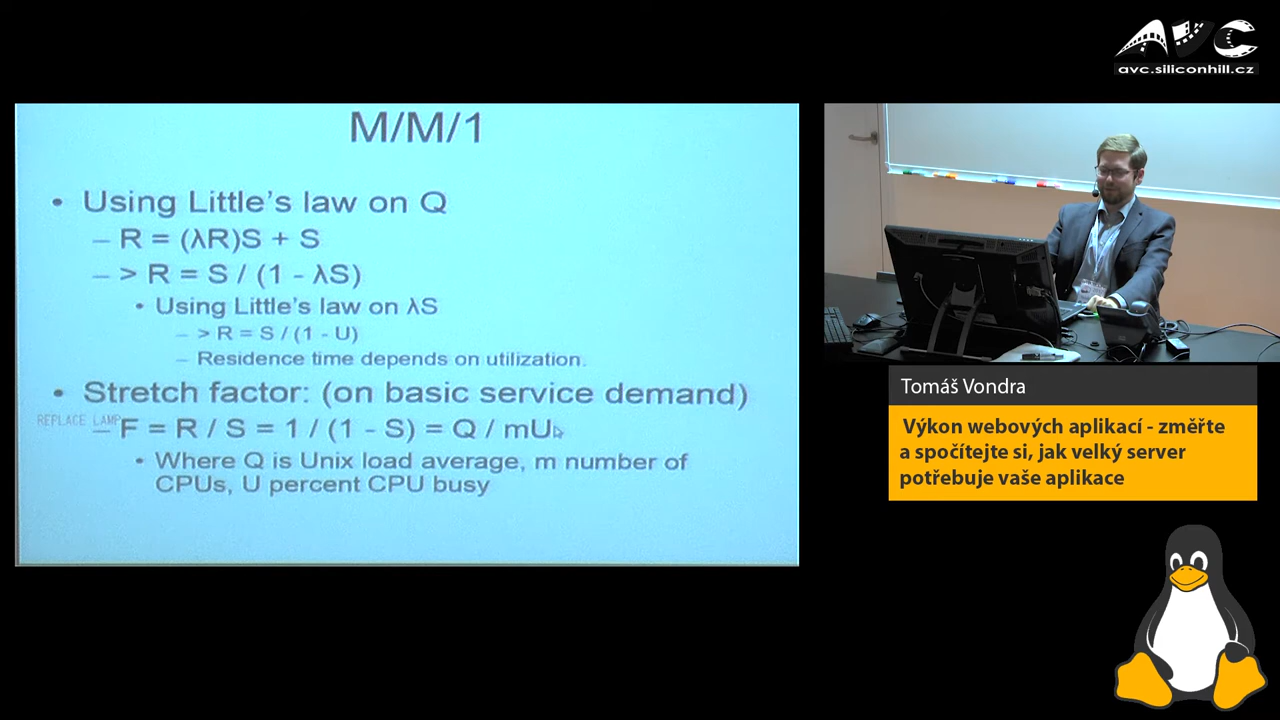 AVC
avc.siliconhill.cz
M/M/1
• Using Little's law on Q
– R = (λR)S + S
– > R = S / (1 - λS)
• Using Little's law on λS
– > R = S / (1 - U)
– Residence time depends on utilization.
• Stretch factor: (on basic service demand)
REPLACE LAMP
– F = R / S = 1 / (1 - S) = Q / mU
• Where Q is Unix load average, m number of
CPUs, U percent CPU busy
Tomáš Vondra
Výkon webových aplikací - změřte
a spočítejte si, jak velký server
potřebuje vaše aplikace